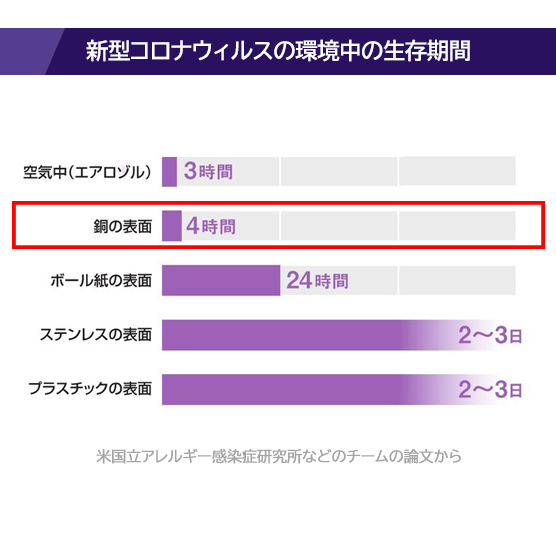 新型コロナウィルスの環境中の生存期間
空気中（エアロゾル） 3時間
銅の表面 4時間
ボール紙の表面 24時間
ステンレスの表面 2〜3日
プラスチックの表面 2〜3日
米国立アレルギー感染症研究所などのチームの論文から